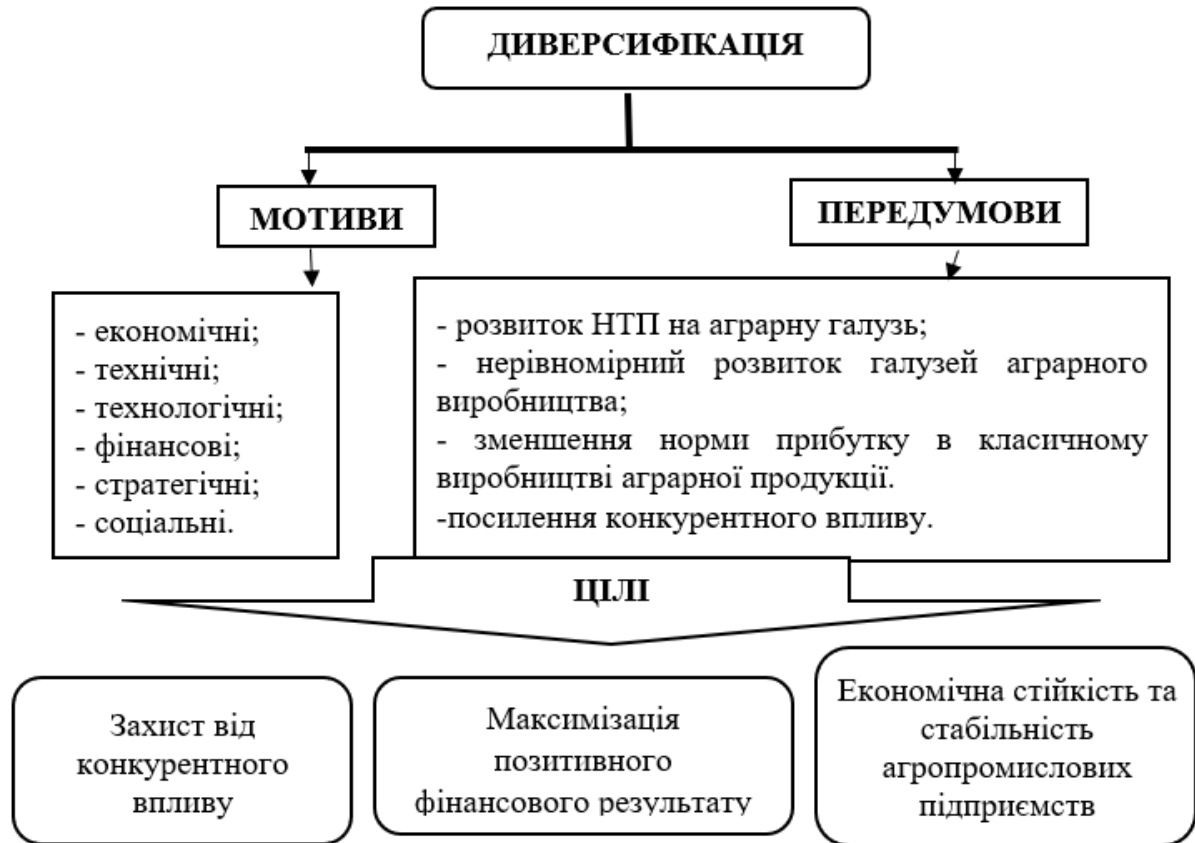 ДИВЕРСИФІКАЦІЯ
МОТИВИ
ПЕРЕДУМОВИ
- економічні;
- технічні;
- технологічні;
- фінансові;
- стратегічні;
- соціальні.
- розвиток НТП на аграрну галузь;
- нерівномірний розвиток галузей аграрного
виробництва;
- зменшення норми прибутку в класичному
виробництві аграрної продукції.
-посилення конкурентного впливу.
ЦІЛІ
Захист від
конкурентного
впливу
Максимізація
позитивного
фінансового результату
Економічна стійкість та
стабільність
агропромислових
підприємств